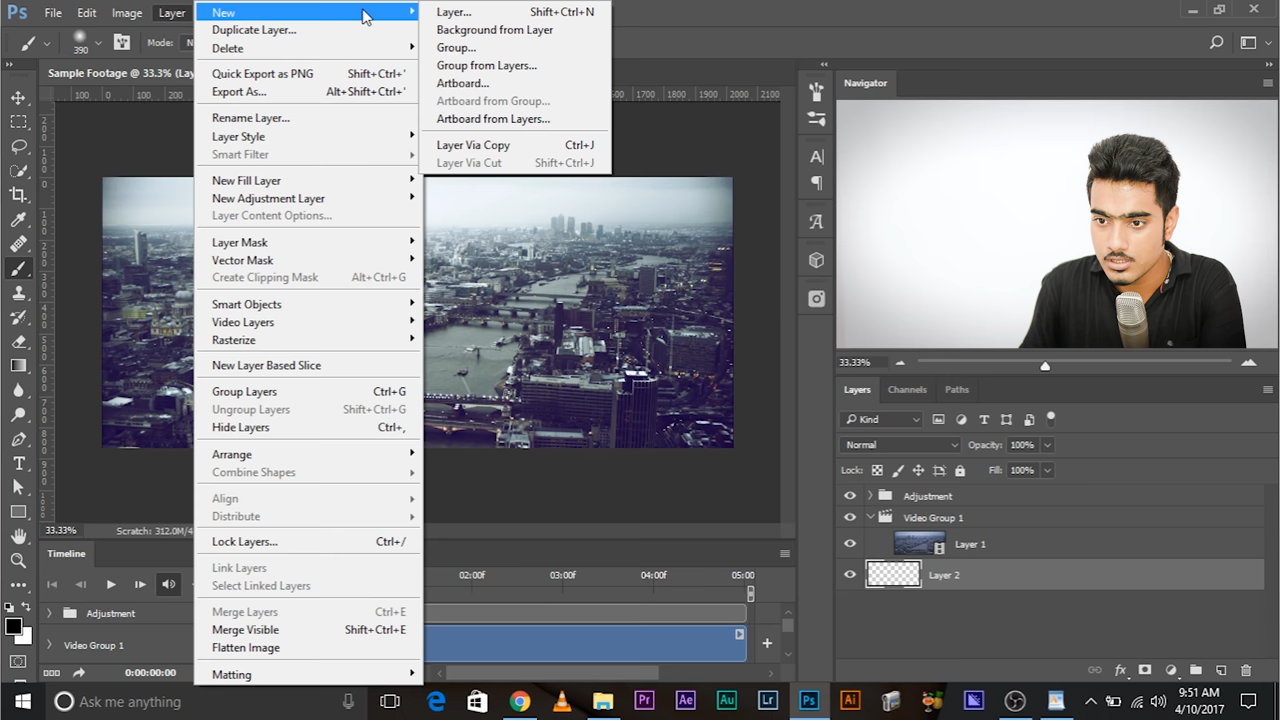 Ps File Edit Image Layer
390 Mode:
Sample Footage @ 33.3% (Lay
100 0 100 200 1600 1700 1800 1900 2000 2100
New
Duplicate Layer...
Delete
Quick Export as PNG Shift+Ctrl+'
Export As... Alt+Shift+Ctrl+'
Rename Layer...
Layer Style
Smart Filter
New Fill Layer
New Adjustment Layer
Layer Content Options...
Layer Mask
Vector Mask
Create Clipping Mask Alt+Ctrl+G
Smart Objects
Video Layers
Rasterize
New Layer Based Slice
Group Layers Ctrl+G
Ungroup Layers Shift+Ctrl+G
Hide Layers Ctrl+,
Arrange
Combine Shapes
Align
Distribute
Lock Layers... Ctrl+/
Link Layers
Select Linked Layers
Merge Layers Ctrl+E
Merge Visible Shift+Ctrl+E
Flatten Image
Matting
Layer... Shift+Ctrl+N
Background from Layer
Group...
Group from Layers...
Artboard...
Artboard from Group...
Artboard from Layers...
Layer Via Copy Ctrl+J
Layer Via Cut Shift+Ctrl+J
Navigator
33.33%
Layers Channels Paths
Kind
Normal Opacity: 100%
Lock: Fill: 100%
Adjustment
Video Group 1
Layer 1
Layer 2
33.33% Scratch: 312.0M/4
Timeline
02:00f 03:00f 04:00f 05:00
Adjustment
Video Group 1
0:00:00:00
Ask me anything
Pr Ae Au Lr Ps Ai
9:51 AM
4/10/2017